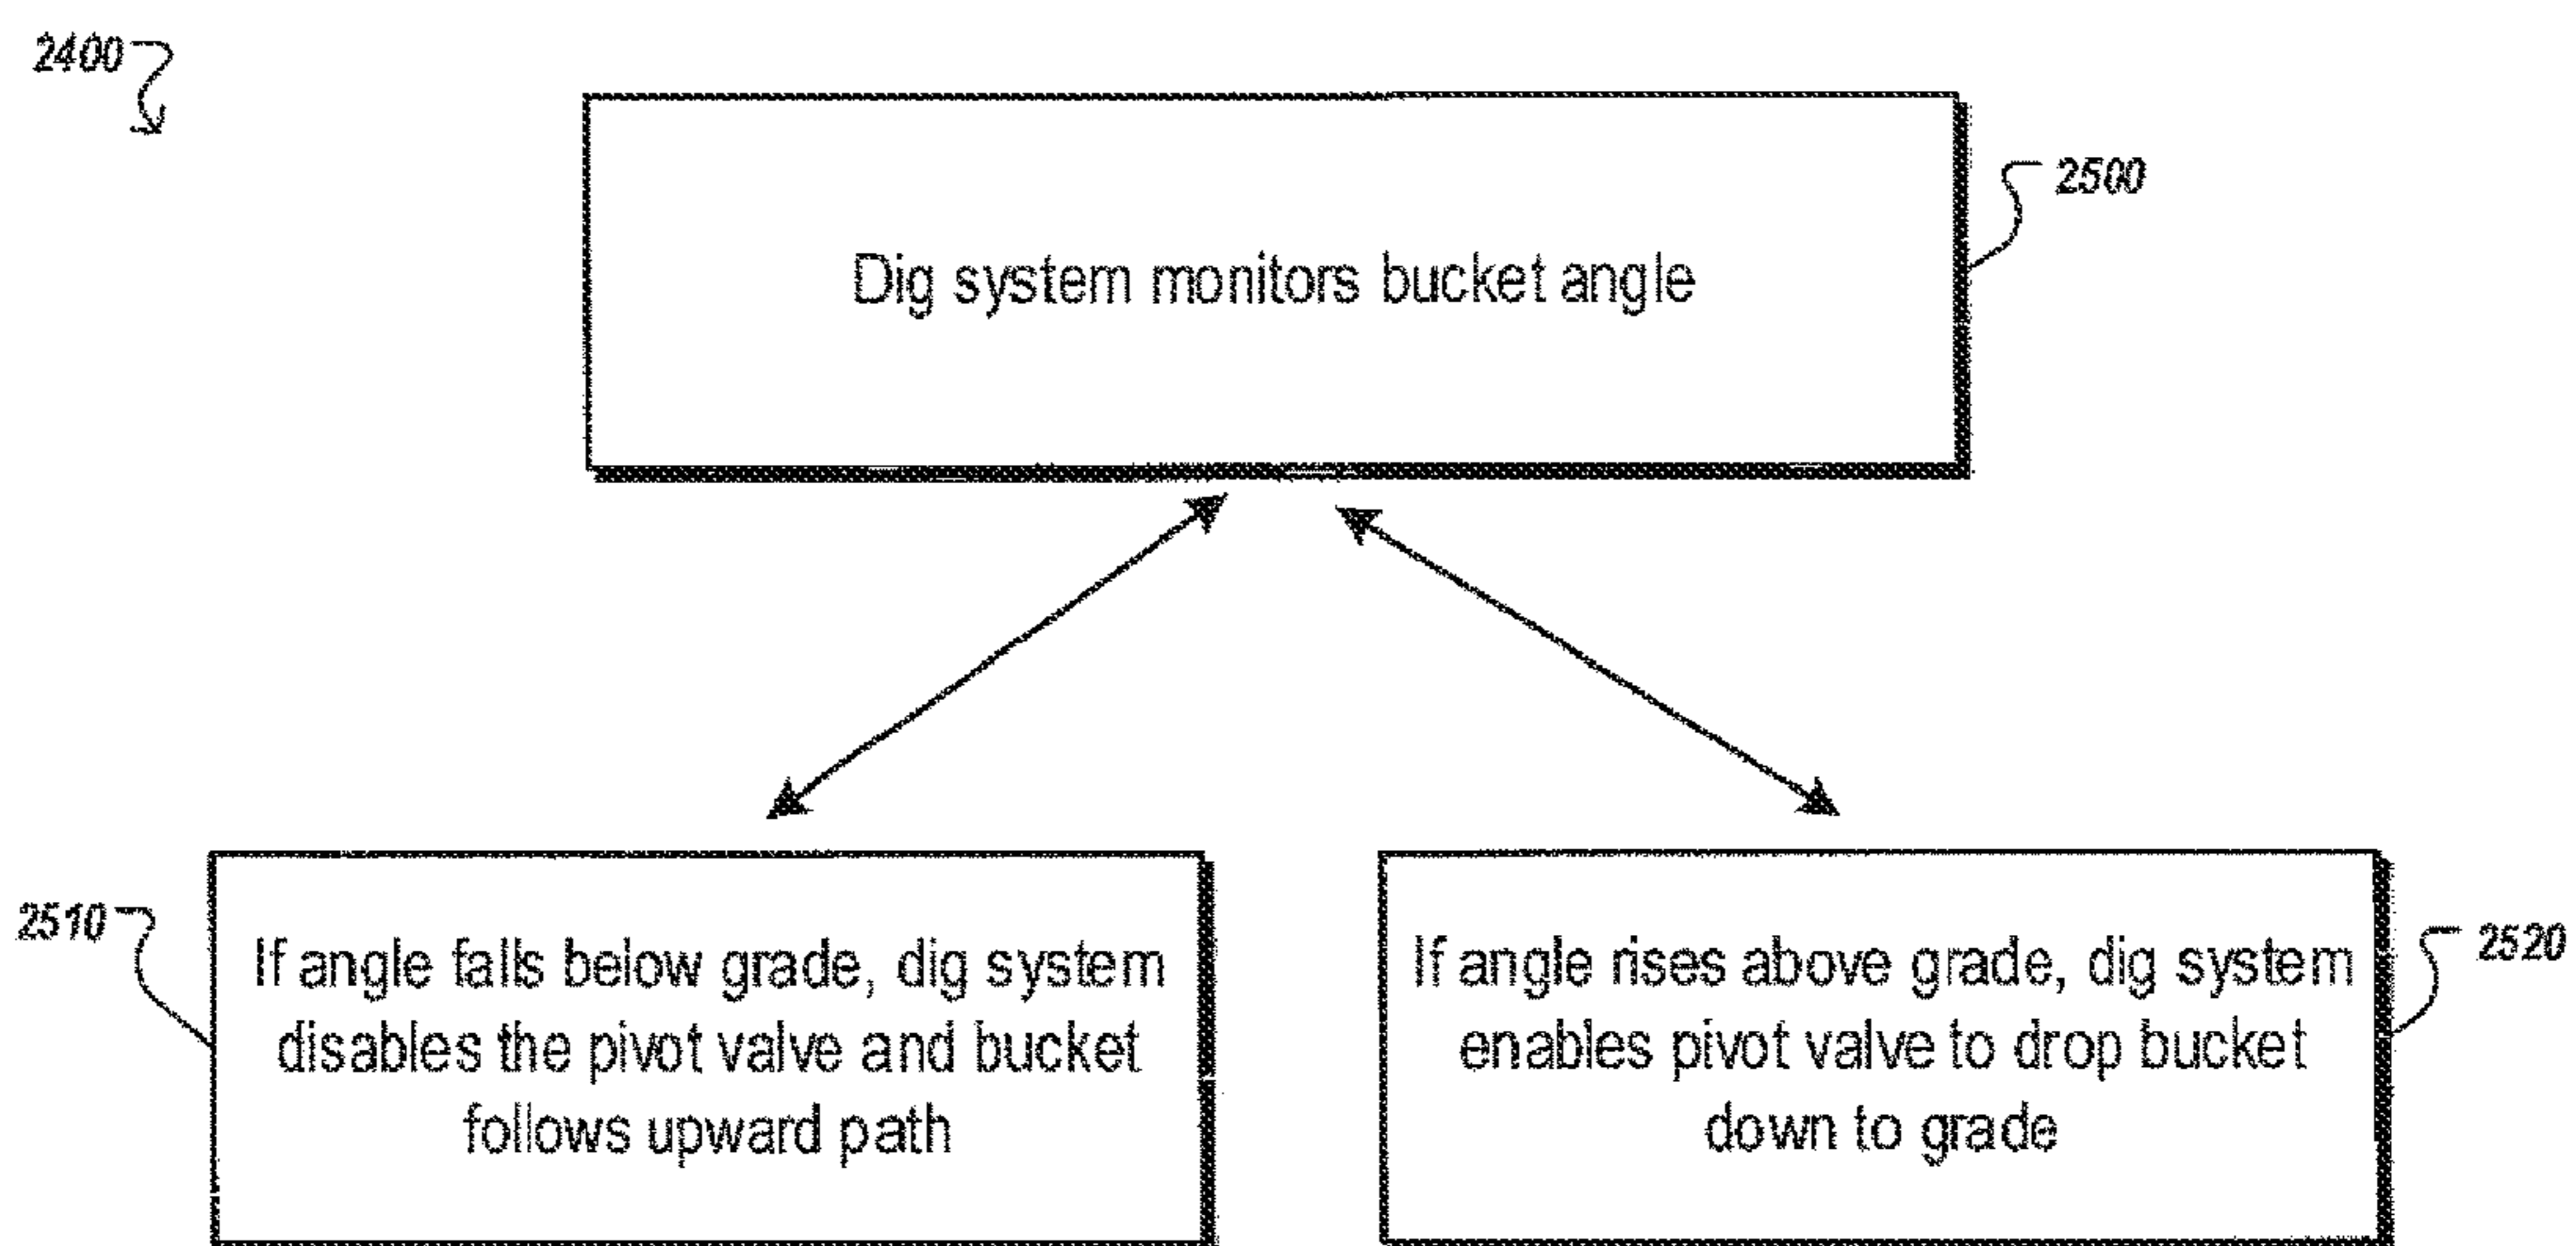 2400
Dig system monitors bucket angle
2500
2510
If angle falls below grade, dig system
disables the pivot valve and bucket
follows upward path
If angle rises above grade, dig system
enables pivot valve to drop bucket
down to grade
2520